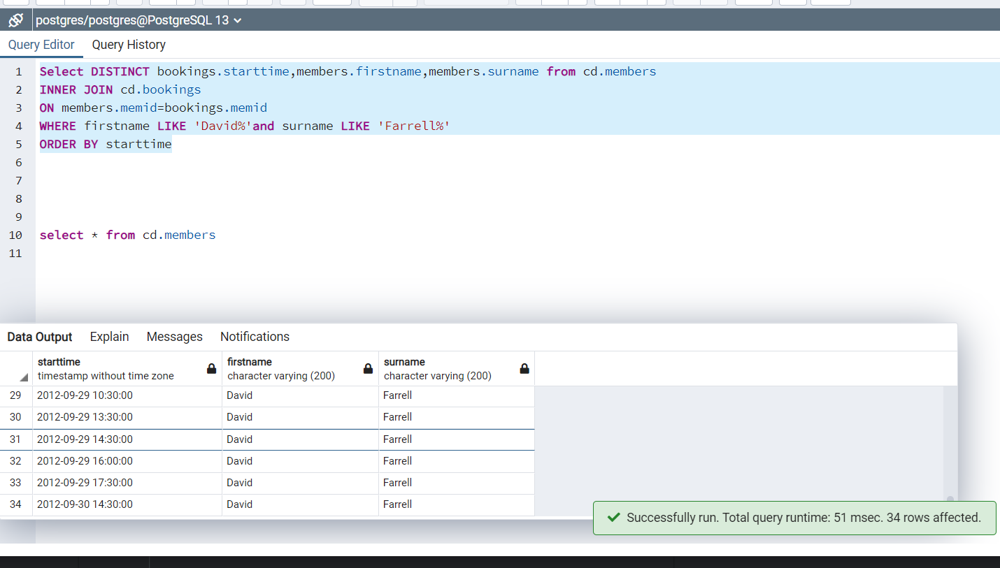 postgres/postgres@PostgreSQL 13
Query Editor Query History
1 Select DISTINCT bookings.starttime,members.firstname,members.surname from cd.members
2 INNER JOIN cd.bookings
3 ON members.memid=bookings.memid
4 WHERE firstname LIKE 'David%'and surname LIKE 'Farrell%'
5 ORDER BY starttime
6
7
8
9
10 select * from cd.members
11
Data Output Explain Messages Notifications
starttime firstname surname
timestamp without time zone character varying (200) character varying (200)
29 2012-09-29 10:30:00 David Farrell
30 2012-09-29 13:30:00 David Farrell
31 2012-09-29 14:30:00 David Farrell
32 2012-09-29 16:00:00 David Farrell
33 2012-09-29 17:30:00 David Farrell
34 2012-09-30 14:30:00 David Farrell
Successfully run. Total query runtime: 51 msec. 34 rows affected.